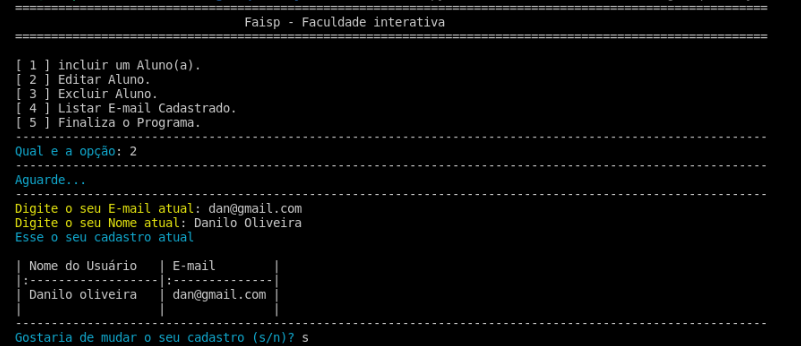 ====================================================================================================
Faisp - Faculdade interativa
====================================================================================================
[ 1 ] incluir um Aluno(a).
[ 2 ] Editar Aluno.
[ 3 ] Excluir Aluno.
[ 4 ] Listar E-mail Cadastrado.
[ 5 ] Finaliza o Programa.
----------------------------------------------------------------------------------------------------
Qual e a opção: 2
----------------------------------------------------------------------------------------------------
Aguarde...
----------------------------------------------------------------------------------------------------
Digite o seu E-mail atual: dan@gmail.com
Digite o seu Nome atual: Danilo Oliveira
Esse o seu cadastro atual
| Nome do Usuário   | E-mail        |
|:------------------|:--------------|
| Danilo oliveira   | dan@gmail.com |
|                   |               |
----------------------------------------------------------------------------------------------------
Gostaria de mudar o seu cadastro (s/n)? s